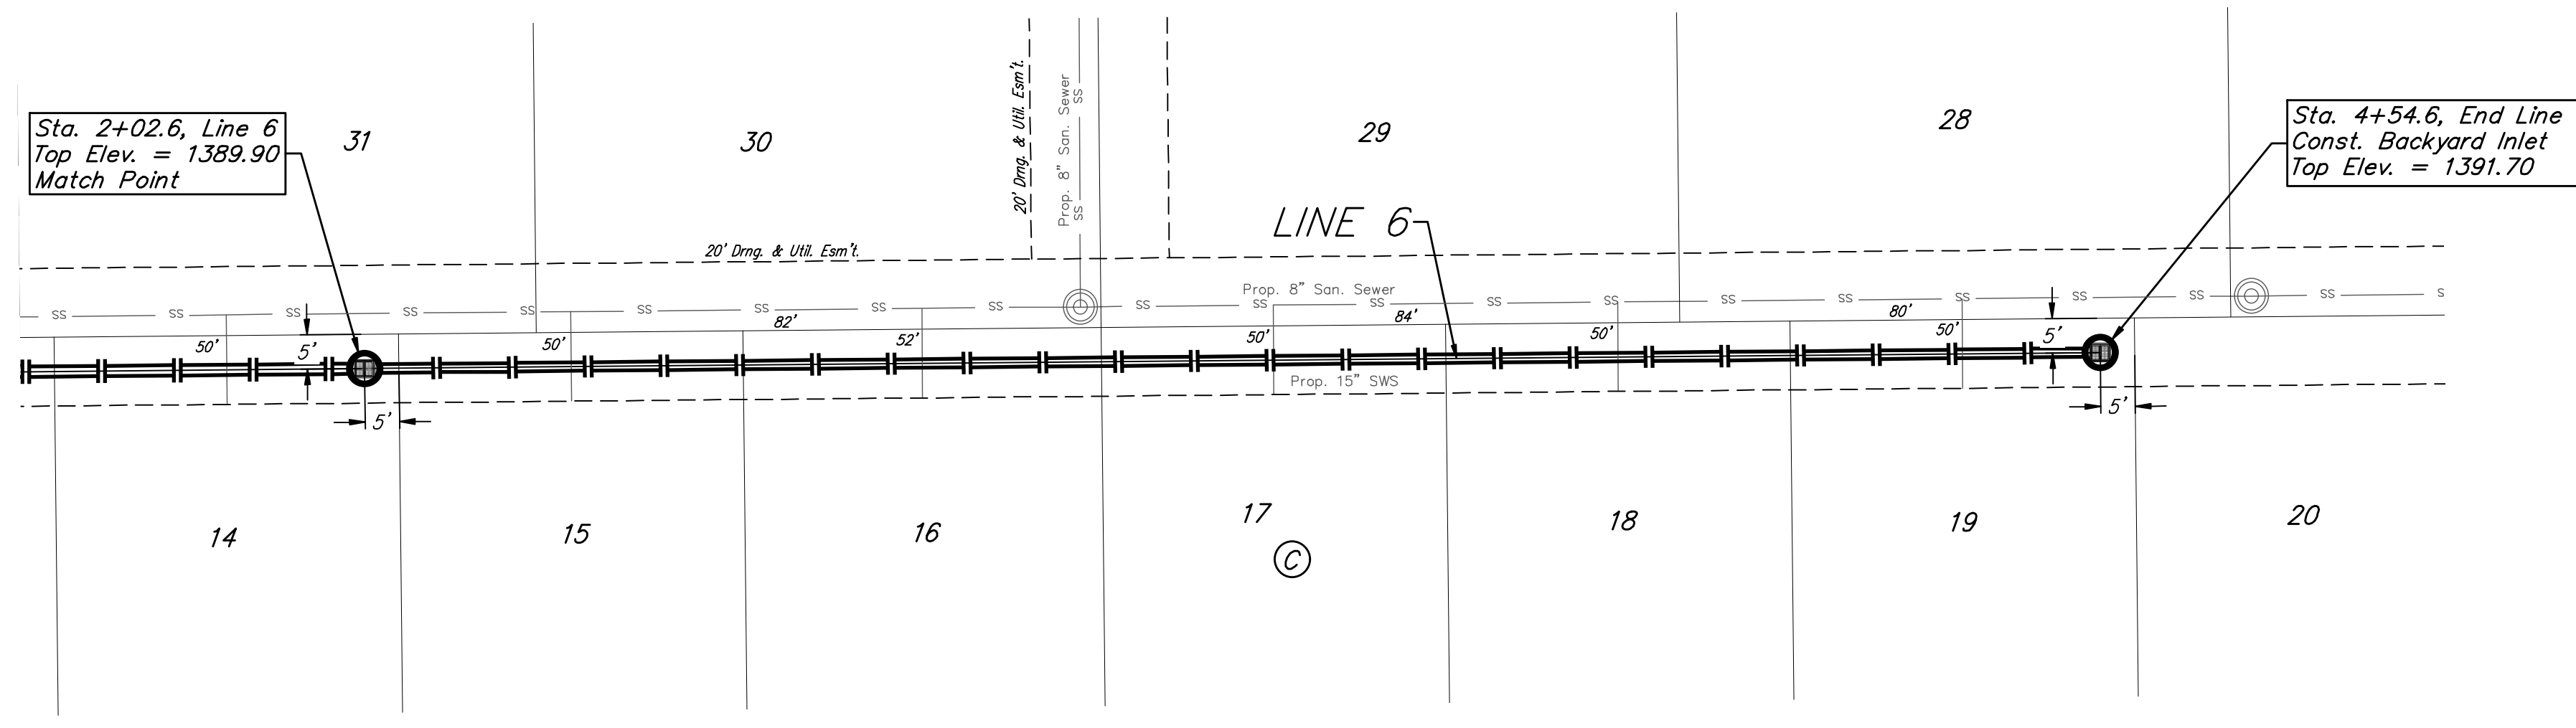 Sta. 2+02.6, Line 6
Top Elev. = 1389.90
Match Point
31
30
20' Drng. & Util. Esm't.
Prop. 8" San. Sewer
SS
SS
29
28
Sta. 4+54.6, End Line
Const. Backyard Inlet
Top Elev. = 1391.70
LINE 6
20' Drng. & Util. Esm't.
Prop. 8" San. Sewer
SS SS SS SS SS SS SS SS SS SS SS SS SS SS SS SS SS SS SS SS S
82' 84' 80'
50' 5' 50' 52' 50' 50' 50' 5'
Prop. 15" SWS
5' 5'
14 15 16 17 18 19 20
C